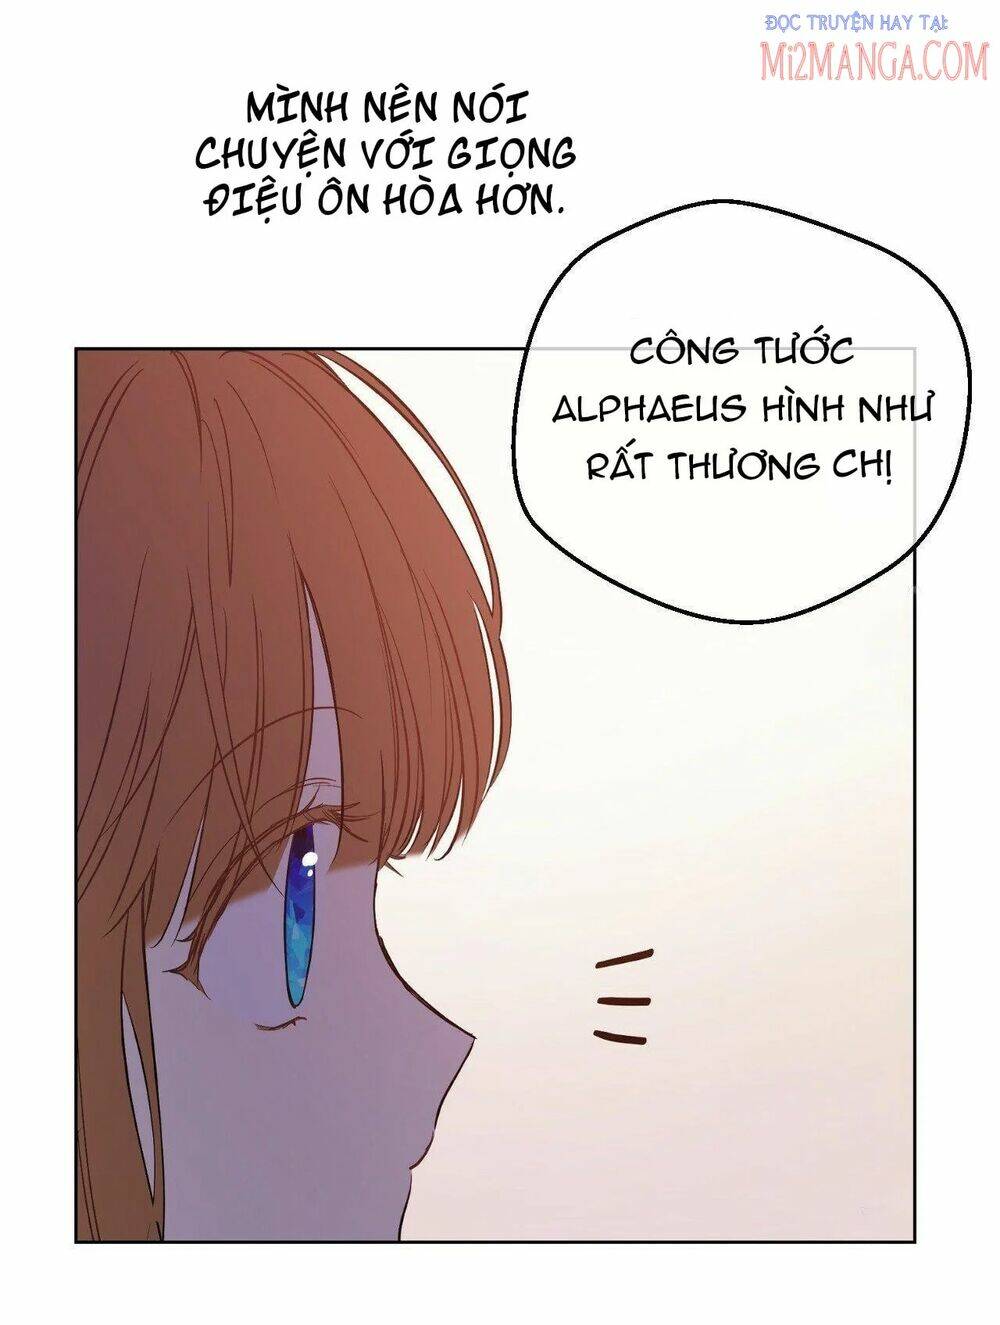 ĐỌC TRUYỆN HAY TẠI:
MI2MANGA.COM
MÌNH NÊN NÓI
CHUYỆN VỚI GIỌNG
ĐIỆU ÔN HÒA HƠN.
CÔNG TƯỚC
ALPHAEUS HÌNH NHƯ
RẤT THƯƠNG CHỊ